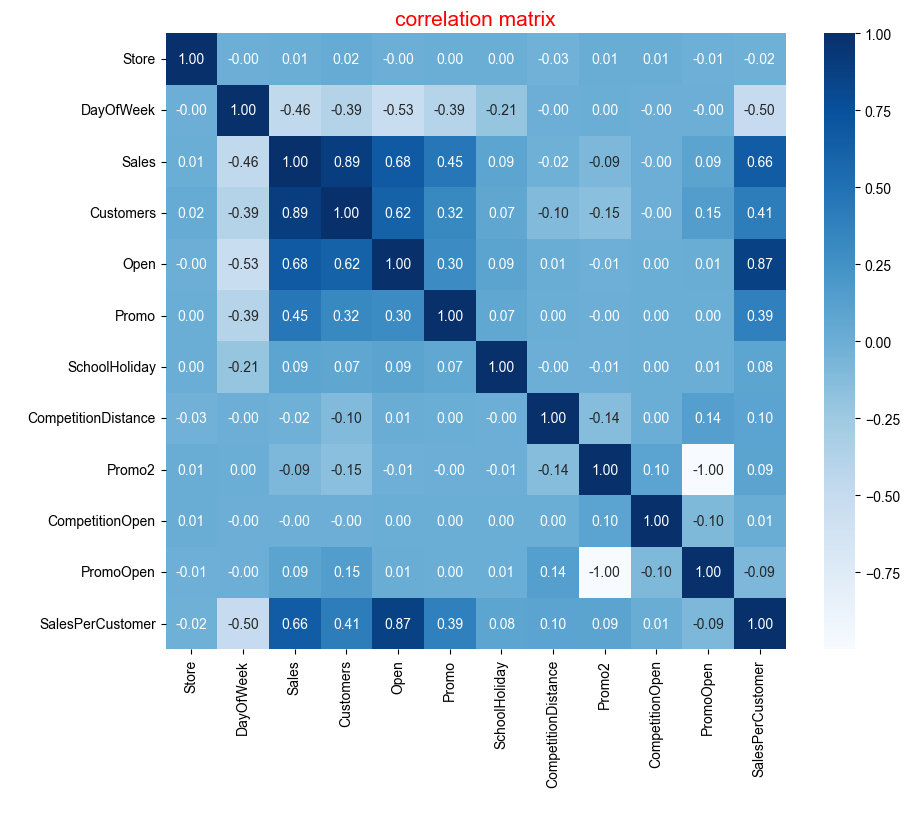 correlation matrix
Store 1.00 -0.00 0.01 0.02 -0.00 0.00 0.00 -0.03 0.01 0.01 -0.01 -0.02
DayOfWeek -0.00 1.00 -0.46 -0.39 -0.53 -0.39 -0.21 -0.00 0.00 -0.00 -0.00 -0.50
Sales 0.01 -0.46 1.00 0.89 0.68 0.45 0.09 -0.02 -0.09 -0.00 0.09 0.66
Customers 0.02 -0.39 0.89 1.00 0.62 0.32 0.07 -0.10 -0.15 -0.00 0.15 0.41
Open -0.00 -0.53 0.68 0.62 1.00 0.30 0.09 0.01 -0.01 0.00 0.01 0.87
Promo 0.00 -0.39 0.45 0.32 0.30 1.00 0.07 0.00 -0.00 0.00 0.00 0.39
SchoolHoliday 0.00 -0.21 0.09 0.07 0.09 0.07 1.00 -0.00 -0.01 0.00 0.01 0.08
CompetitionDistance -0.03 -0.00 -0.02 -0.10 0.01 0.00 -0.00 1.00 -0.14 0.00 0.14 0.10
Promo2 0.01 0.00 -0.09 -0.15 -0.01 -0.00 -0.01 -0.14 1.00 0.10 -1.00 0.09
CompetitionOpen 0.01 -0.00 -0.00 -0.00 0.00 0.00 0.00 0.00 0.10 1.00 -0.10 0.01
PromoOpen -0.01 -0.00 0.09 0.15 0.01 0.00 0.01 0.14 -1.00 -0.10 1.00 -0.09
SalesPerCustomer -0.02 -0.50 0.66 0.41 0.87 0.39 0.08 0.10 0.09 0.01 -0.09 1.00
Store
DayOfWeek
Sales
Customers
Open
Promo
SchoolHoliday
CompetitionDistance
Promo2
CompetitionOpen
PromoOpen
SalesPerCustomer
1.00
0.75
0.50
0.25
0.00
−0.25
−0.50
−0.75